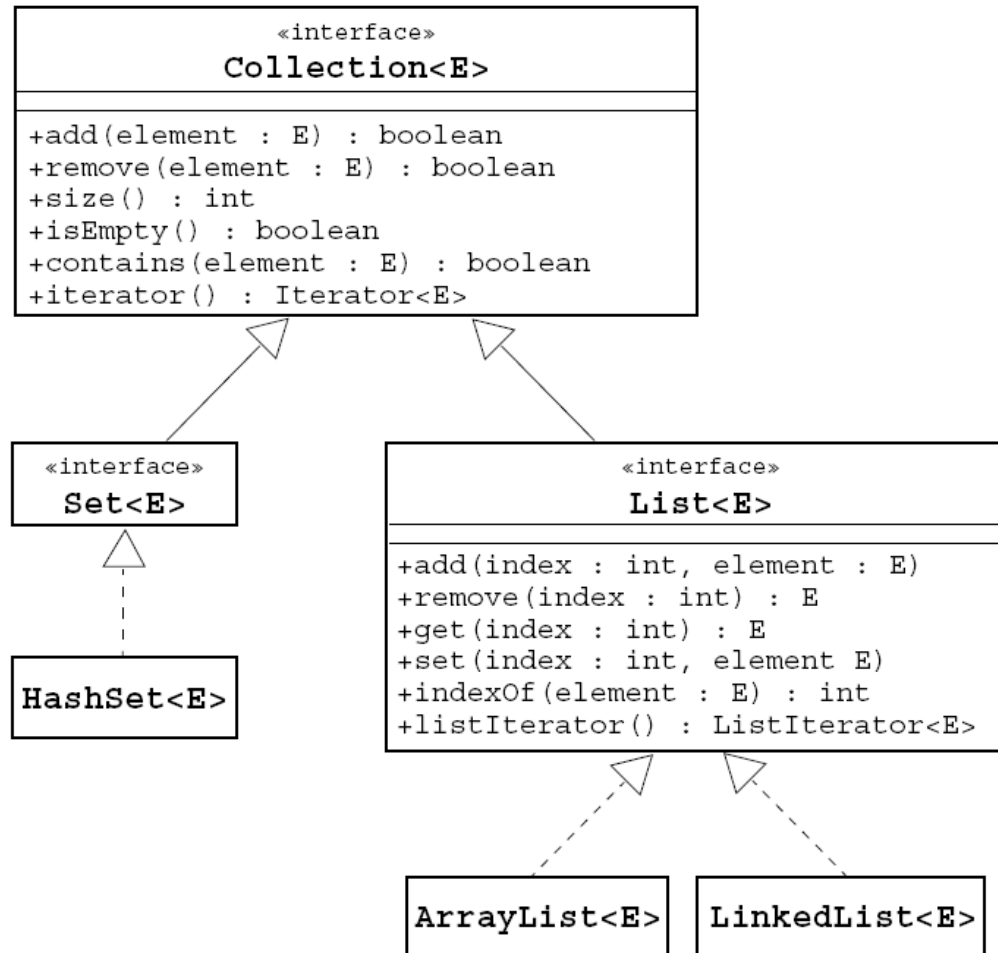 «interface»
Collection<E>
+add(element : E) : boolean
+remove(element : E) : boolean
+size() : int
+isEmpty() : boolean
+contains(element : E) : boolean
+iterator() : Iterator<E>
«interface»
Set<E>
HashSet<E>
«interface»
List<E>
+add(index : int, element : E)
+remove(index : int) : E
+get(index : int) : E
+set(index : int, element E)
+indexOf(element : E) : int
+listIterator() : ListIterator<E>
ArrayList<E>
LinkedList<E>